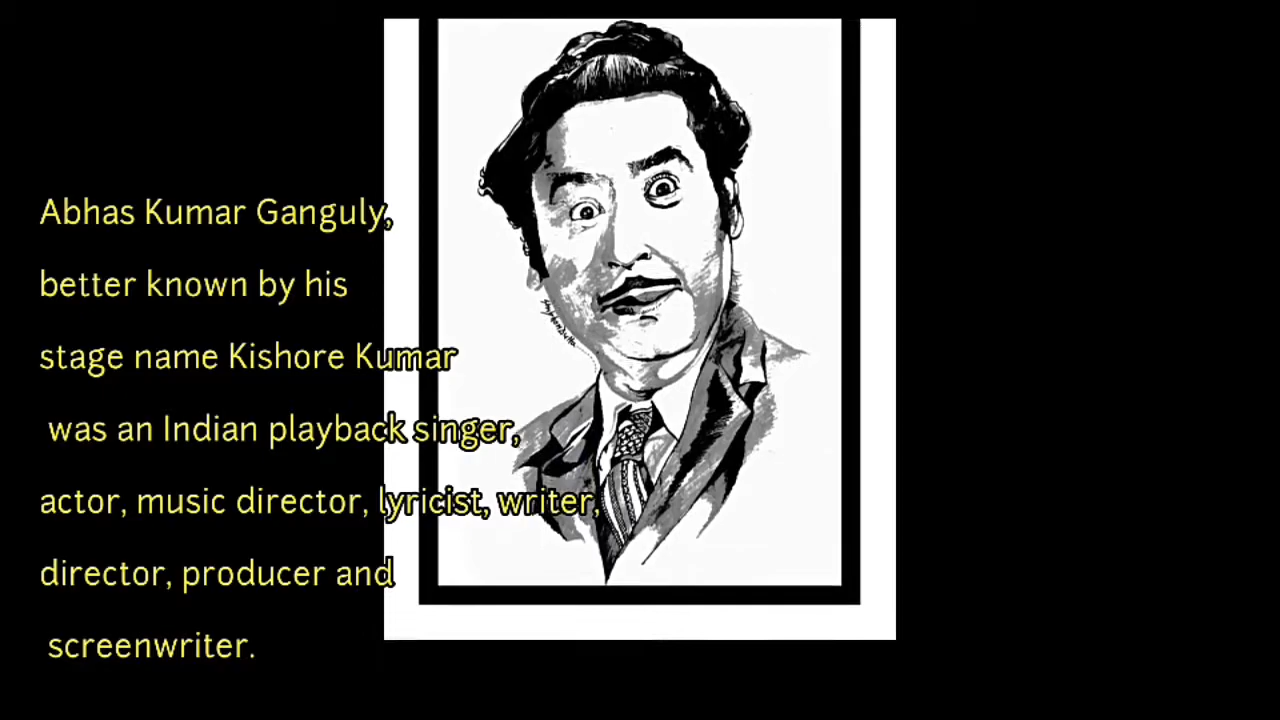 Abhas Kumar Ganguly,
better known by his
stage name Kishore Kumar
was an Indian playback singer,
actor, music director, lyricist, writer,
director, producer and
screenwriter.